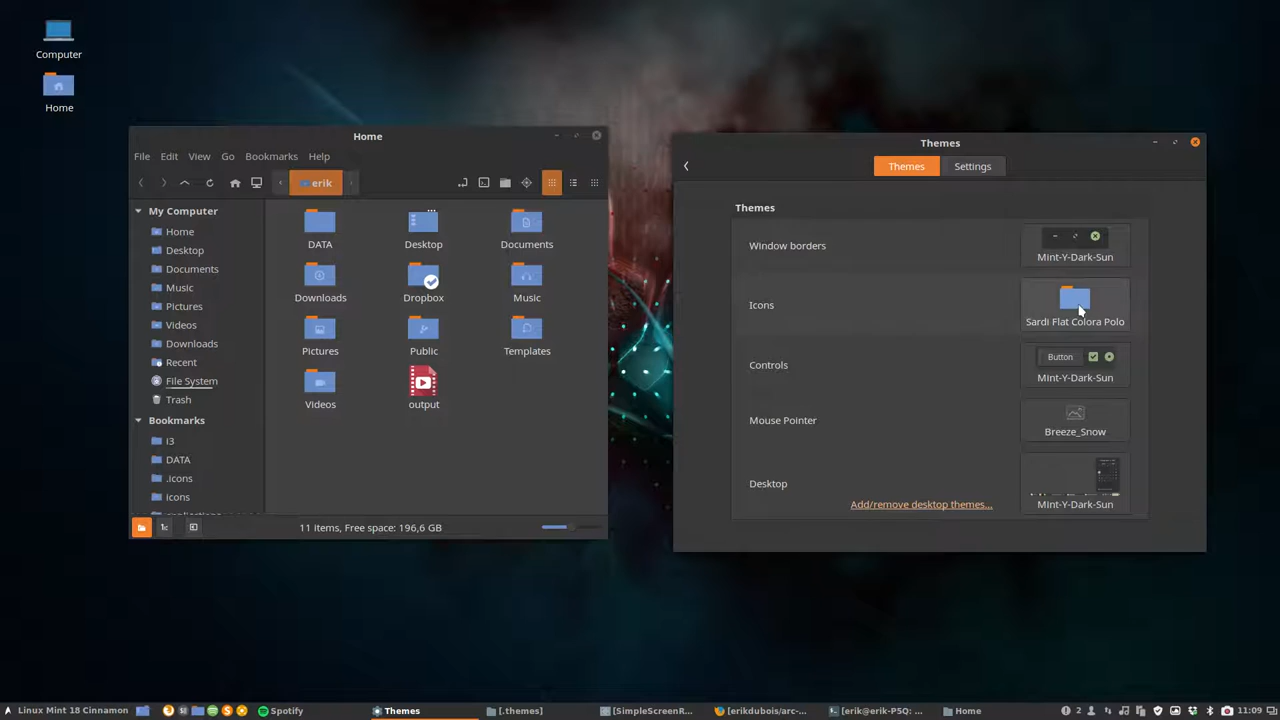 Computer
Home
Home
File Edit View Go Bookmarks Help
erik
My Computer
Home
Desktop
Documents
Music
Pictures
Videos
Downloads
Recent
File System
Trash
Bookmarks
i3
DATA
.icons
icons
DATA
Desktop
Documents
Downloads
Dropbox
Music
Pictures
Public
Templates
Videos
output
11 items, Free space: 196,6 GB
Themes
Themes Settings
Themes
Window borders
Mint-Y-Dark-Sun
Icons
Sardi Flat Colora Polo
Controls
Button
Mint-Y-Dark-Sun
Mouse Pointer
Breeze_Snow
Desktop
Add/remove desktop themes...
Mint-Y-Dark-Sun
Linux Mint 18 Cinnamon
Spotify
Themes
[.themes]
[SimpleScreenR...
[erikdubois/arc-...
[erik@erik-P5Q: ...
Home
2
11:09